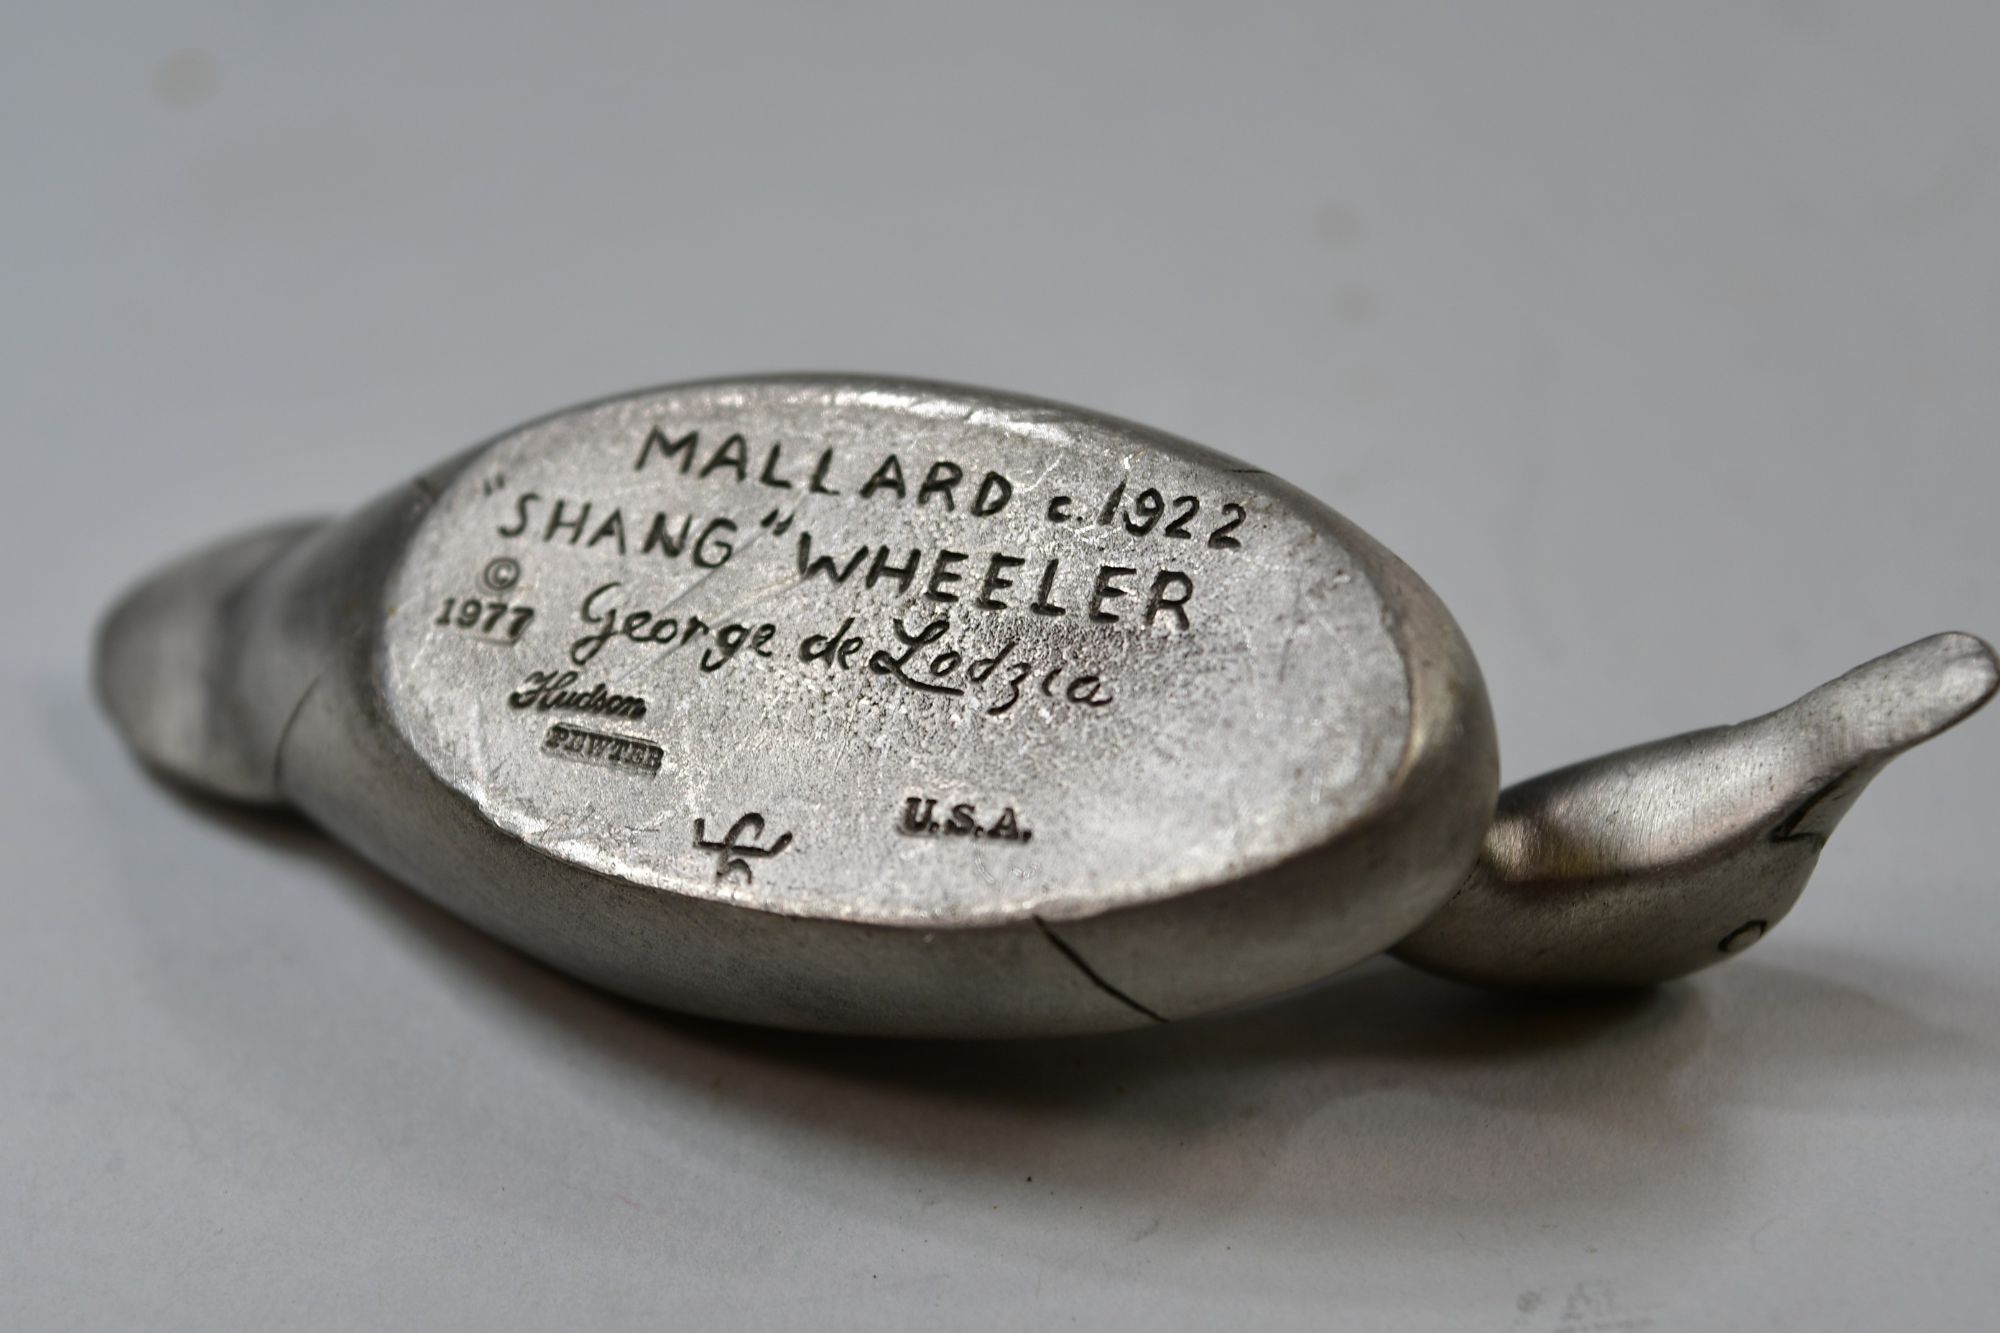 MALLARD c. 1922
"SHANG" WHEELER
©
1977 George de Lodzia
Hudson
PEWTER
U.S.A.